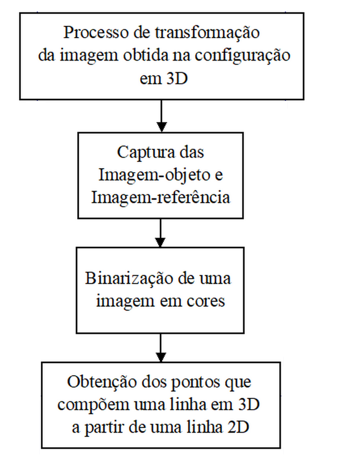 Processo de transformação
da imagem obtida na configuração
em 3D
Captura das
Imagem-objeto e
Imagem-referência
Binarização de uma
imagem em cores
Obtenção dos pontos que
compõem uma linha em 3D
a partir de uma linha 2D